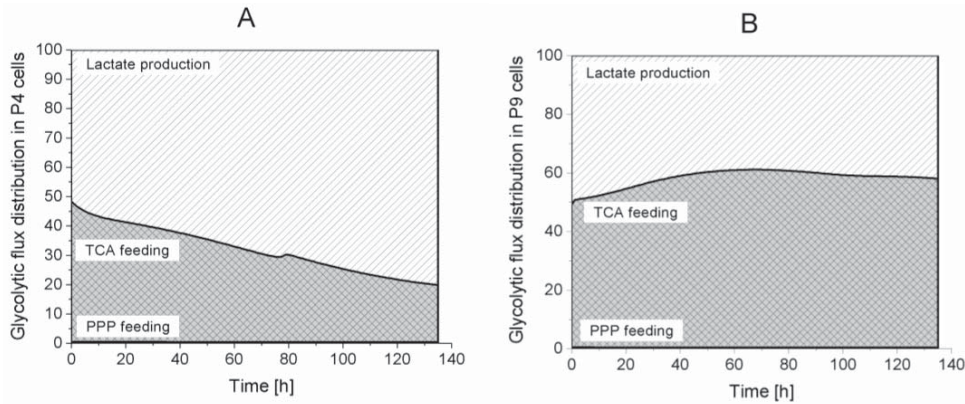 A
Glycolytic flux distribution in P4 cells
100
90
80
70
60
50
40
30
20
10
0
Lactate production
TCA feeding
PPP feeding
0 20 40 60 80 100 120 140
Time [h]
B
Glycolytic flux distribution in P9 cells
100
80
60
40
20
0
Lactate production
TCA feeding
PPP feeding
0 20 40 60 80 100 120 140
Time [h]